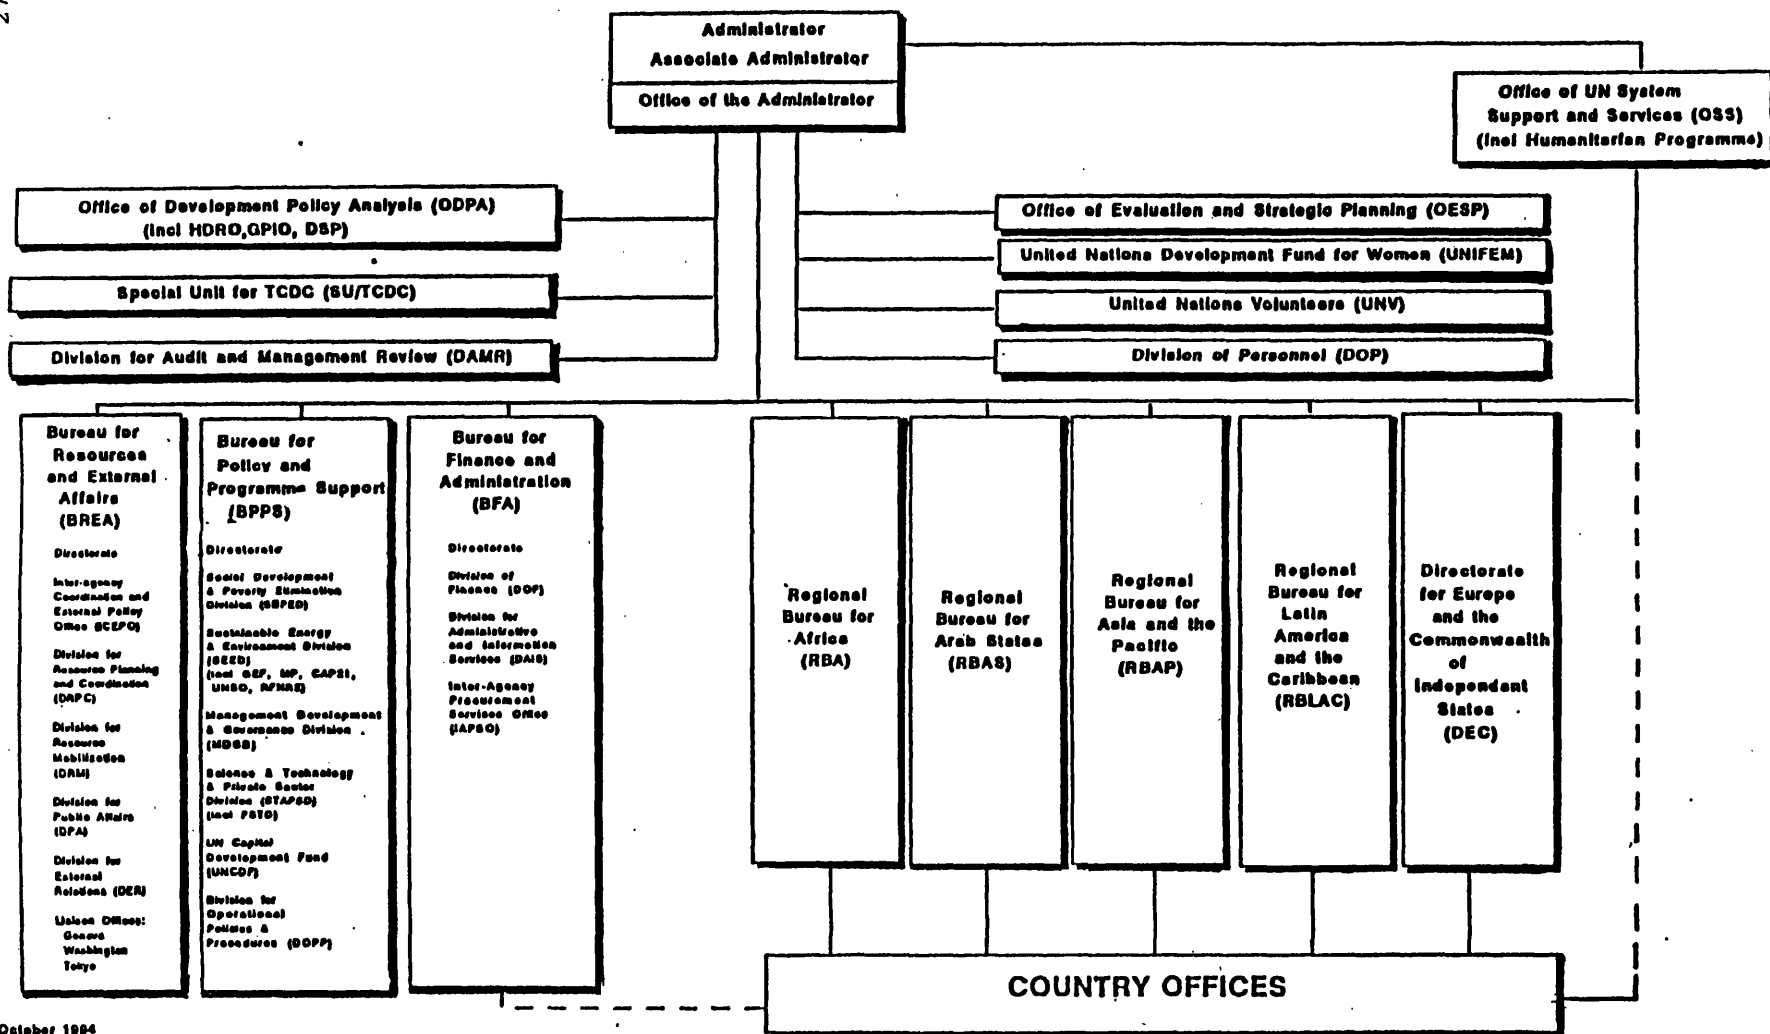 Administrator
Associate Administrator
Office of the Administrator
Office of UN System
Support and Services (OSS)
(incl Humanitarian Programme)
Office of Development Policy Analysis (ODPA)
(incl HDRO,GPIO, DSP)
Special Unit for TCDC (SU/TCDC)
Division for Audit and Management Review (DAMR)
Office of Evaluation and Strategic Planning (OESP)
United Nations Development Fund for Women (UNIFEM)
United Nations Volunteers (UNV)
Division of Personnel (DOP)
Bureau for
Resources
and External
Affairs
(BREA)
Directorate
Inter-agency
Coordination and
External Policy
Office
Division for
Resource Planning
and Coordination
(DRPC)
Division for
Resource
Mobilization
(DRM)
Division for
Public Affairs
(DPA)
Division for
External
Relations (DER)
Liaison Offices:
Geneva
Washington
Tokyo
Bureau for
Policy and
Programme Support
(BPPS)
Directorate
Social Development
& Poverty Elimination
Division
Sustainable Energy
& Environment Division
(SEED)
(incl GEF, MP, CAP21,
UNSO,
Management Development
& Governance Division
Science & Technology
& Private Sector
Division (STAPSD)
(incl
UN Capital
Development Fund
(UNCDF)
Division for
Operational
Policies &
Procedures (DOPP)
Bureau for
Finance and
Administration
(BFA)
Directorate
Division of
Finance (DOF)
Division for
Administrative
and Information
Services (DAIS)
Inter-Agency
Procurement
Services Office
(IAPSO)
Regional
Bureau for
Africa
(RBA)
Regional
Bureau for
Arab States
(RBAS)
Regional
Bureau for
Asia and the
Pacific
(RBAP)
Regional
Bureau for
Latin
America
and the
Caribbean
(RBLAC)
Directorate
for Europe
and the
Commonwealth
of
Independant
States
(DEC)
COUNTRY OFFICES
October 1994